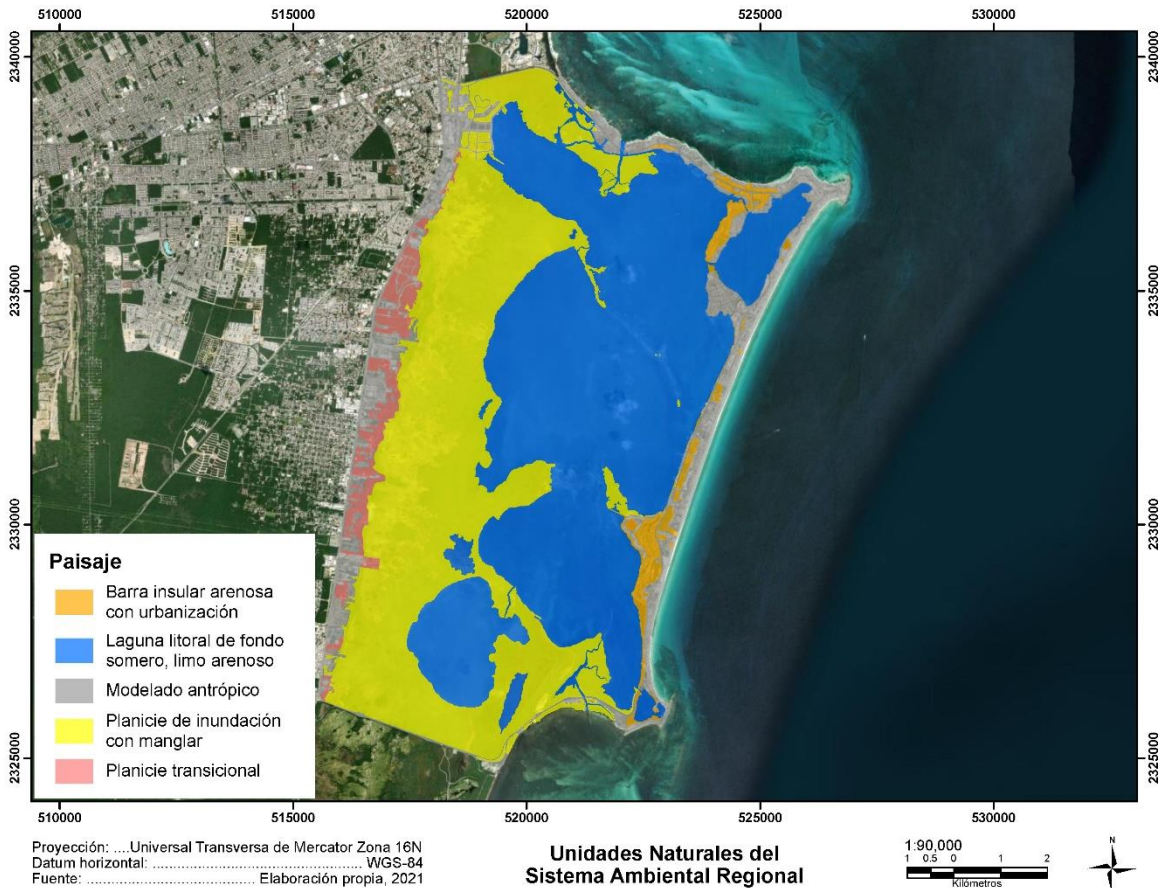 510000 515000 520000 525000 530000
2340000 2340000
2335000 2335000
2330000 2330000
2325000 2325000
Paisaje
Barra insular arenosa
con urbanización
Laguna litoral de fondo
somero, limo arenoso
Modelado antrópico
Planicie de inundación
con manglar
Planicie transicional
510000 515000 520000 525000 530000
Proyección: ....Universal Transversa de Mercator Zona 16N
Datum horizontal: ........................................ WGS-84
Fuente: ................................ Elaboración propia, 2021
Unidades Naturales del
Sistema Ambiental Regional
1:90,000
1 0.5 0 1 2
Kilómetros
N